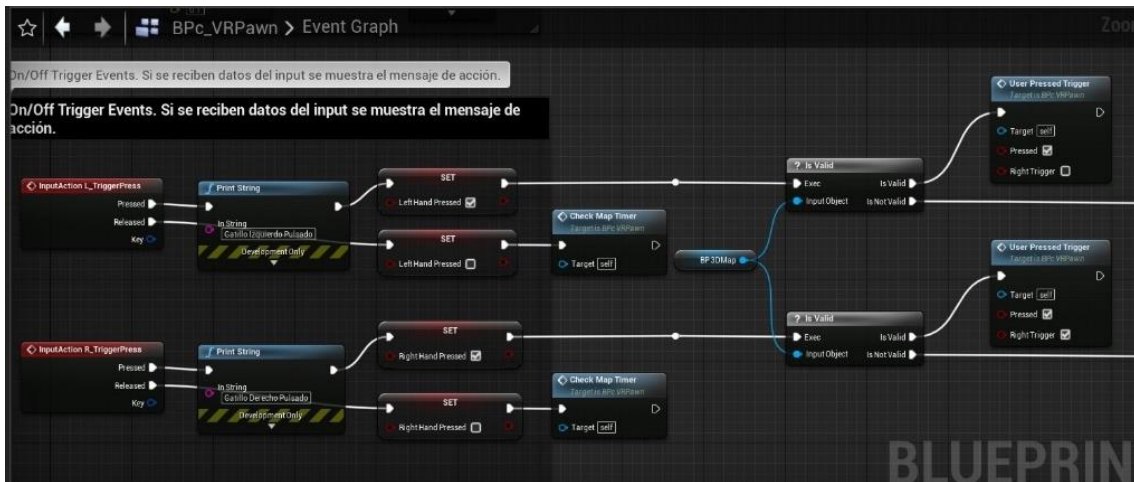 BPc_VRPawn > Event Graph
Zoo
On/Off Trigger Events. Si se reciben datos del input se muestra el mensaje de acción.
On/Off Trigger Events. Si se reciben datos del input se muestra el mensaje de
acción.
InputAction L_TriggerPress
Pressed
Released
Key
Print String
In String
Gatillo Izquierdo Pulsado
Development Only
SET
Left Hand Pressed
SET
Left Hand Pressed
Check Map Timer
Target is BPc VRPawn
Target self
BP 3DMap
? Is Valid
Exec
Is Valid
Input Object
Is Not Valid
User Pressed Trigger
Target is BPc VRPawn
Target self
Pressed
Right Trigger
InputAction R_TriggerPress
Pressed
Released
Key
Print String
In String
Gatillo Derecho Pulsado
Development Only
SET
Right Hand Pressed
SET
Right Hand Pressed
Check Map Timer
Target is BPc VRPawn
Target self
? Is Valid
Exec
Is Valid
Input Object
Is Not Valid
User Pressed Trigger
Target is BPc VRPawn
Target self
Pressed
Right Trigger
BLUEPRIN